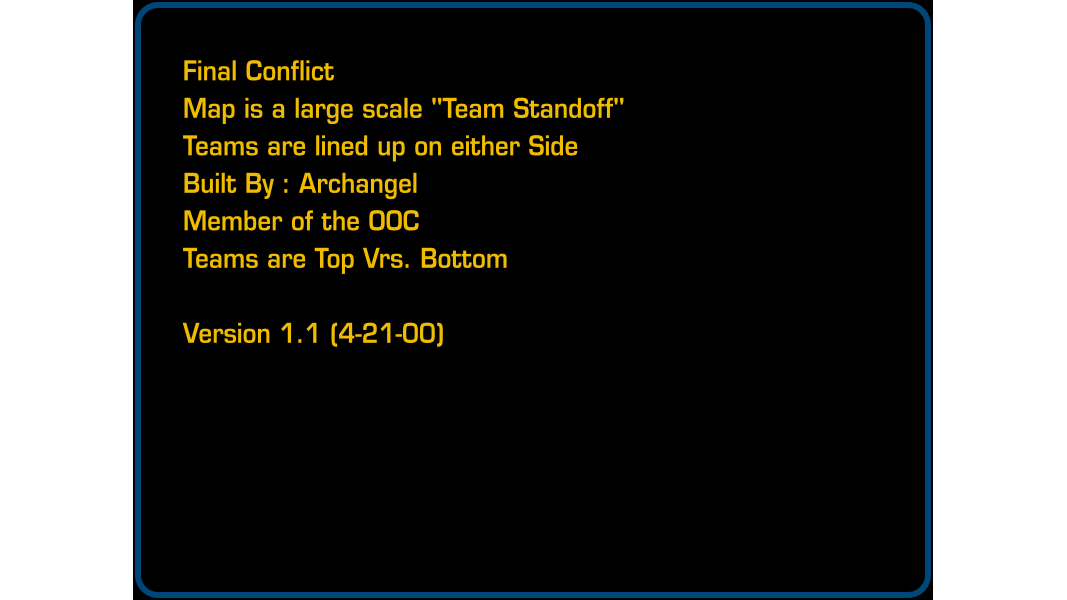 Final Conflict
Map is a large scale "Team Standoff"
Teams are lined up on either Side
Built By : Archangel
Member of the OOC
Teams are Top Vrs. Bottom
Version 1.1 (4-21-00)